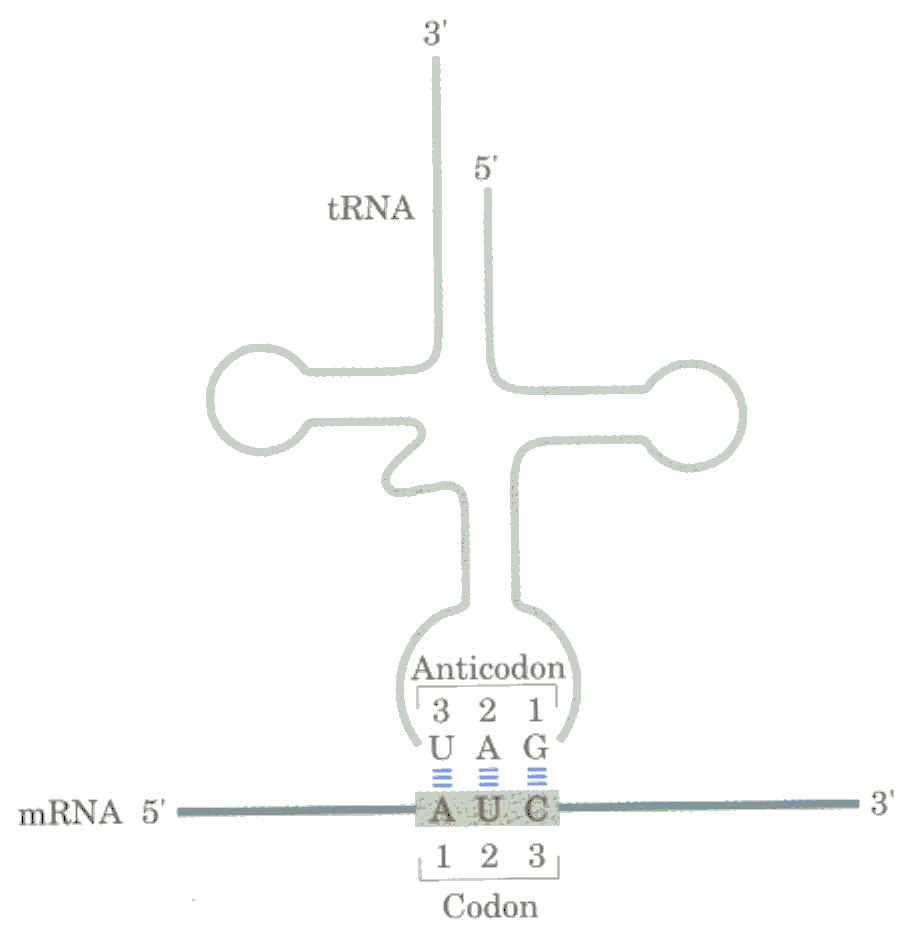 3'
5'
tRNA
Anticodon
3 2 1
U A G
mRNA 5' A U C 3'
1 2 3
Codon